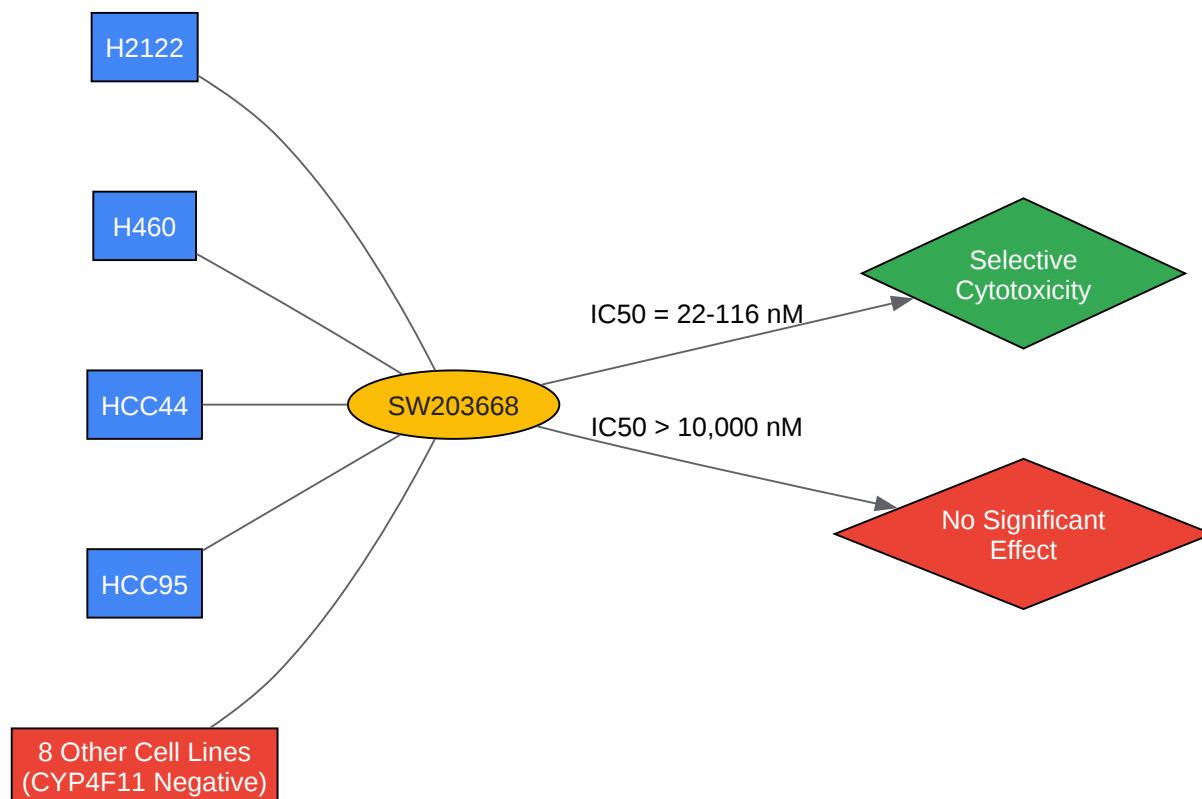 H2122
H460
HCC44
HCC95
8 Other Cell Lines
(CYP4F11 Negative)
SW203668
IC50 = 22-116 nM
IC50 > 10,000 nM
Selective
Cytotoxicity
No Significant
Effect